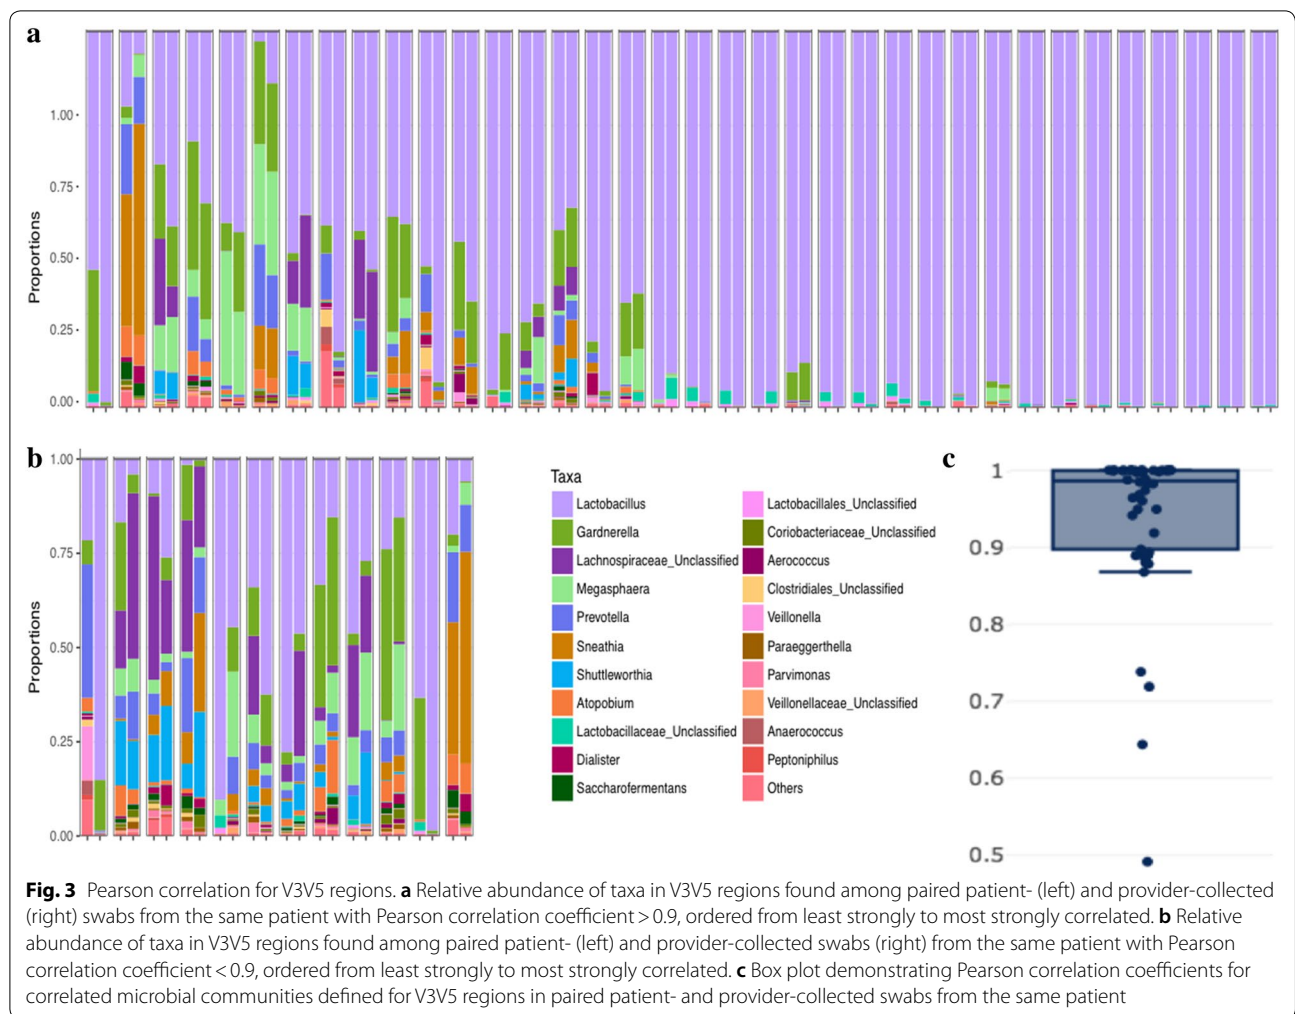 a
Proportions
1.00
0.75
0.50
0.25
0.00
b
Proportions
1.00
0.75
0.50
0.25
0.00
Taxa
Lactobacillus
Gardnerella
Lachnospiraceae_Unclassified
Megasphaera
Prevotella
Sneathia
Shuttleworthia
Atopobium
Lactobacillaceae_Unclassified
Dialister
Saccharofermentans
Lactobacillales_Unclassified
Coriobacteriaceae_Unclassified
Aerococcus
Clostridiales_Unclassified
Veillonella
Paraeggerthella
Parvimonas
Veillonellaceae_Unclassified
Anaerococcus
Peptoniphilus
Others
c
1
0.9
0.8
0.7
0.6
0.5
Fig. 3 Pearson correlation for V3V5 regions. a Relative abundance of taxa in V3V5 regions found among paired patient- (left) and provider-collected
(right) swabs from the same patient with Pearson correlation coefficient > 0.9, ordered from least strongly to most strongly correlated. b Relative
abundance of taxa in V3V5 regions found among paired patient- (left) and provider-collected swabs (right) from the same patient with Pearson
correlation coefficient < 0.9, ordered from least strongly to most strongly correlated. c Box plot demonstrating Pearson correlation coefficients for
correlated microbial communities defined for V3V5 regions in paired patient- and provider-collected swabs from the same patient